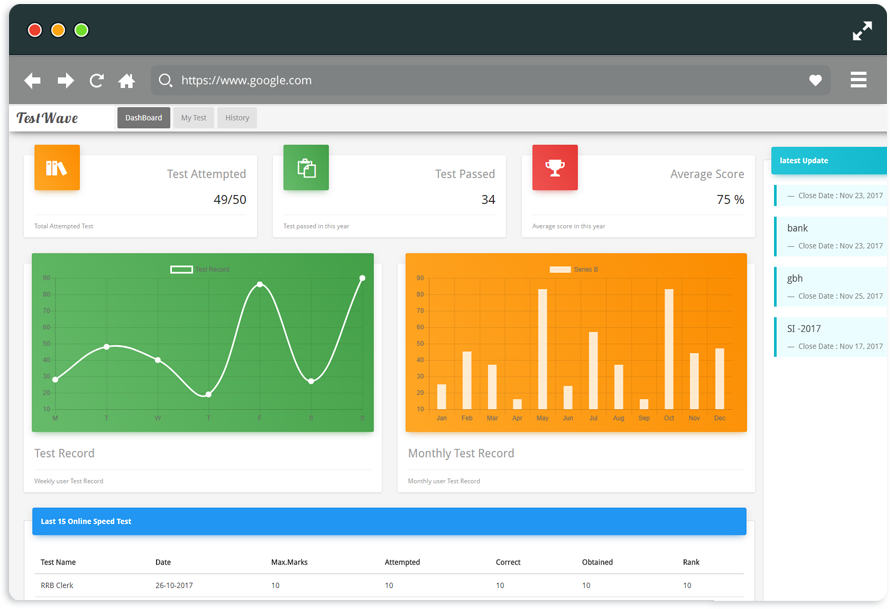 https://www.google.com
TestWave
DashBoard
My Test
History
Test Attempted
49/50
Total Attempted Test
Test Passed
34
Test passed in this year
Average Score
75 %
Average score in this year
latest Update
— Close Date : Nov 23, 2017
bank
— Close Date : Nov 23, 2017
gbh
— Close Date : Nov 25, 2017
SI -2017
— Close Date : Nov 17, 2017
Test Record
90
80
70
60
50
40
30
20
10
M T W T F S S
Test Record
Weekly user Test Record
Series B
90
80
70
60
50
40
30
20
10
Jan Feb Mar Apr May Jun Jul Aug Sep Oct Nov Dec
Monthly Test Record
Monthly user Test Record
Last 15 Online Speed Test
Test Name Date Max.Marks Attempted Correct Obtained Rank
RRB Clerk 26-10-2017 10 10 10 10 10